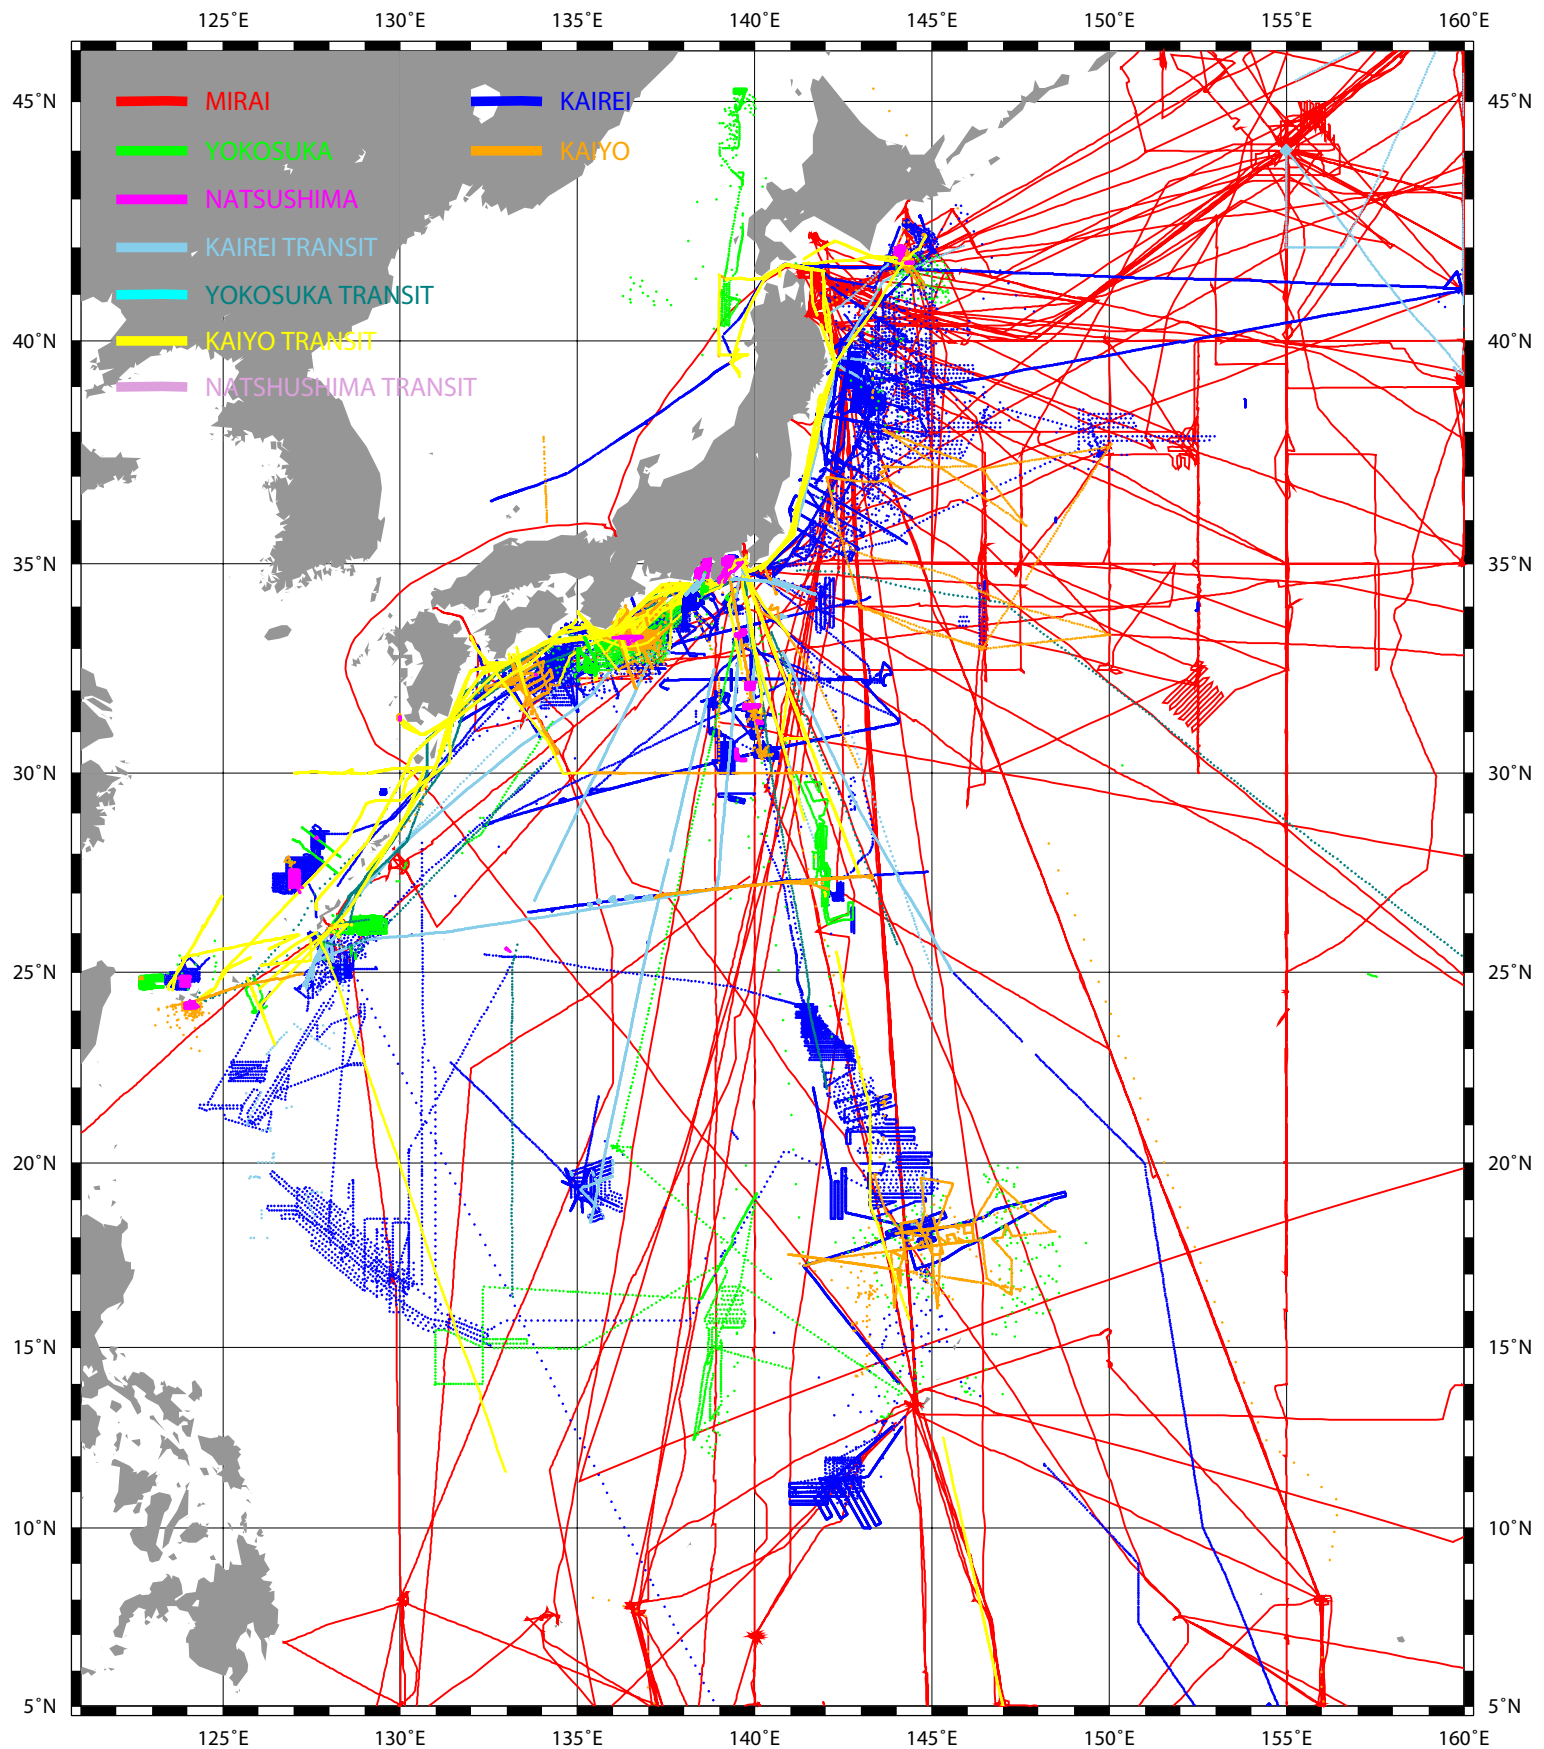 125˚E 130˚E 135˚E 140˚E 145˚E 150˚E 155˚E 160˚E
45˚N 45˚N
MIRAI KAIREI
YOKOSUKA KAIYO
NATSUSHIMA
KAIREI TRANSIT
YOKOSUKA TRANSIT
40˚N KAIYO TRANSIT 40˚N
NATSHUSHIMA TRANSIT
35˚N 35˚N
30˚N 30˚N
25˚N 25˚N
20˚N 20˚N
15˚N 15˚N
10˚N 10˚N
5˚N 5˚N
125˚E 130˚E 135˚E 140˚E 145˚E 150˚E 155˚E 160˚E